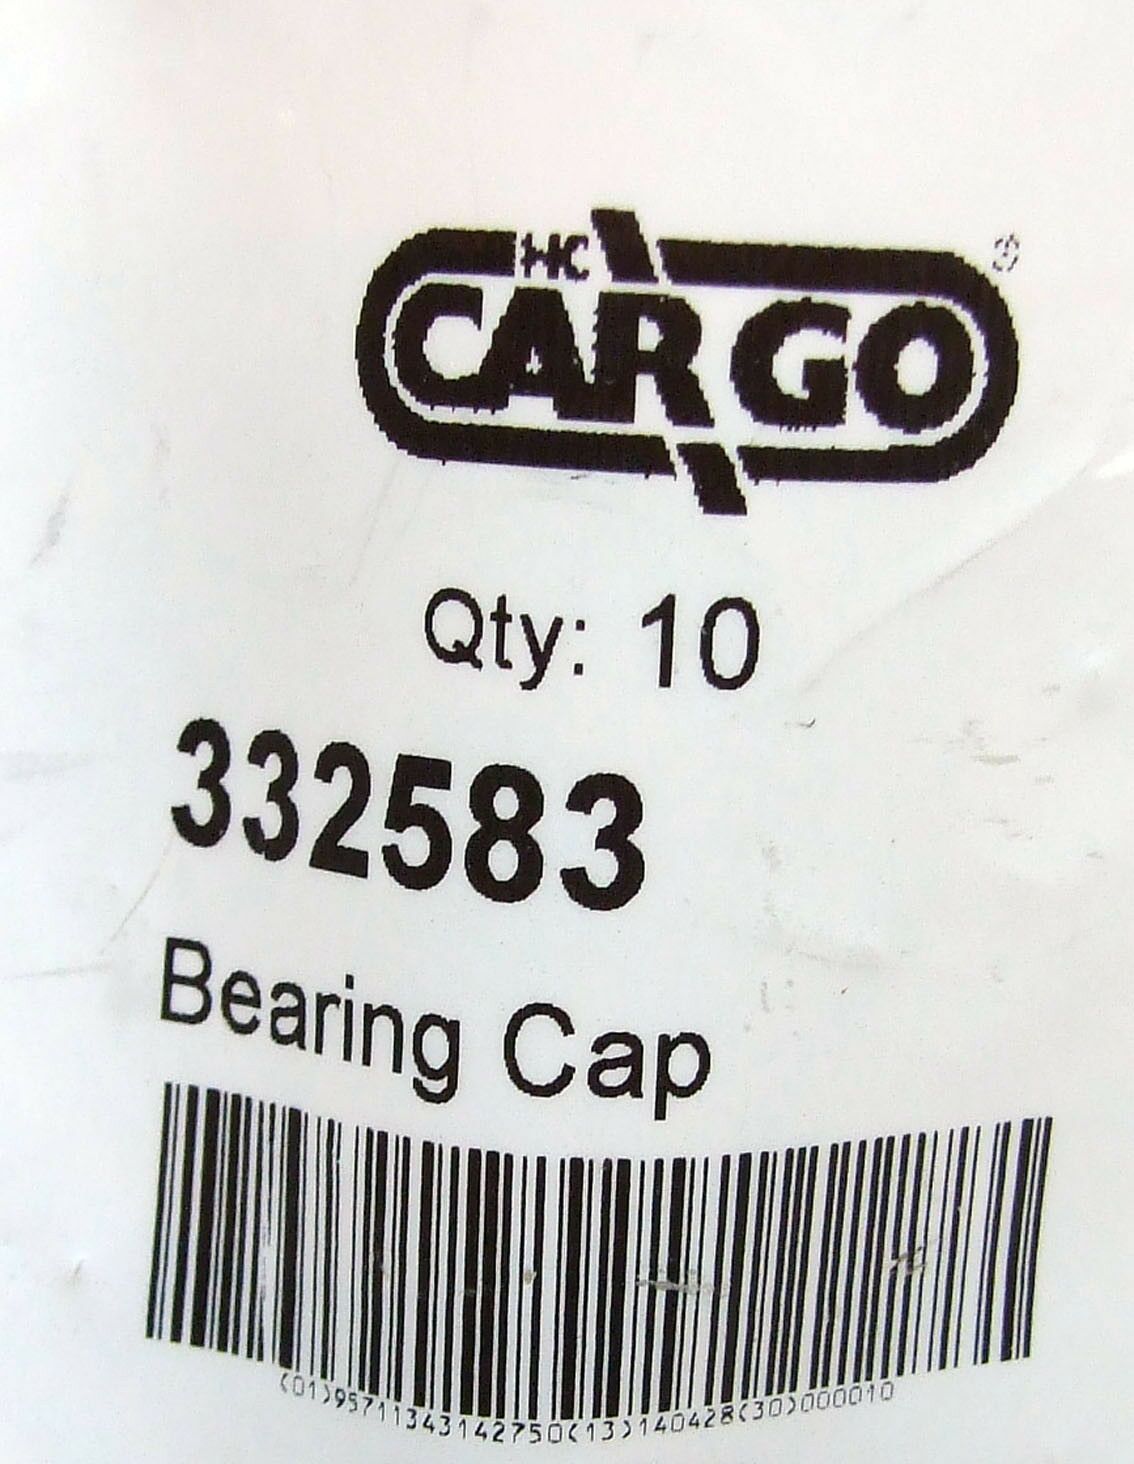 HC
CARGO®
Qty: 10
332583
Bearing Cap
(01)95711343142750(13)140428(30)000010